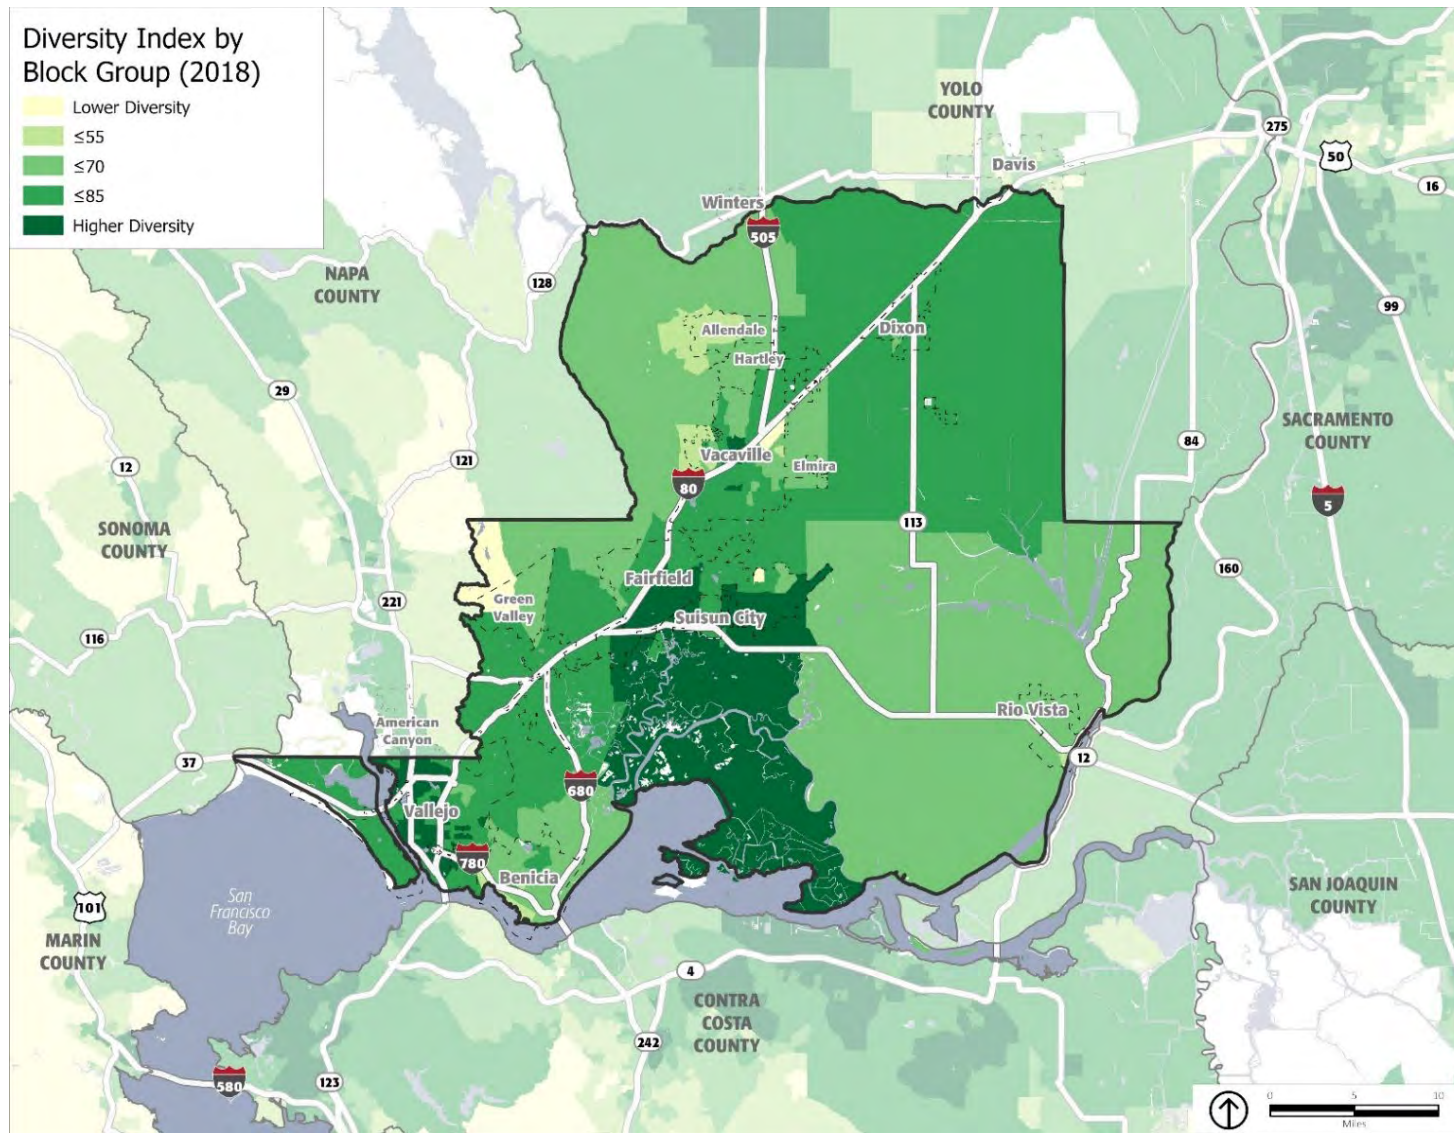 Diversity Index by
Block Group (2018)
Lower Diversity
≤55
≤70
≤85
Higher Diversity
YOLO
COUNTY
275
50
16
Davis
Winters
505
NAPA
COUNTY
128
99
Allendale
Dixon
Hartley
29
SACRAMENTO
COUNTY
84
12
121
Vacaville
Elmira
80
5
SONOMA
COUNTY
113
160
Fairfield
Green
Valley
221
Suisun City
116
Rio Vista
American
Canyon
12
37
680
Vallejo
780
Benicia
San
Francisco
Bay
101
MARIN
COUNTY
SAN JOAQUIN
COUNTY
4
CONTRA
COSTA
COUNTY
242
580
123
0 5 10
Miles